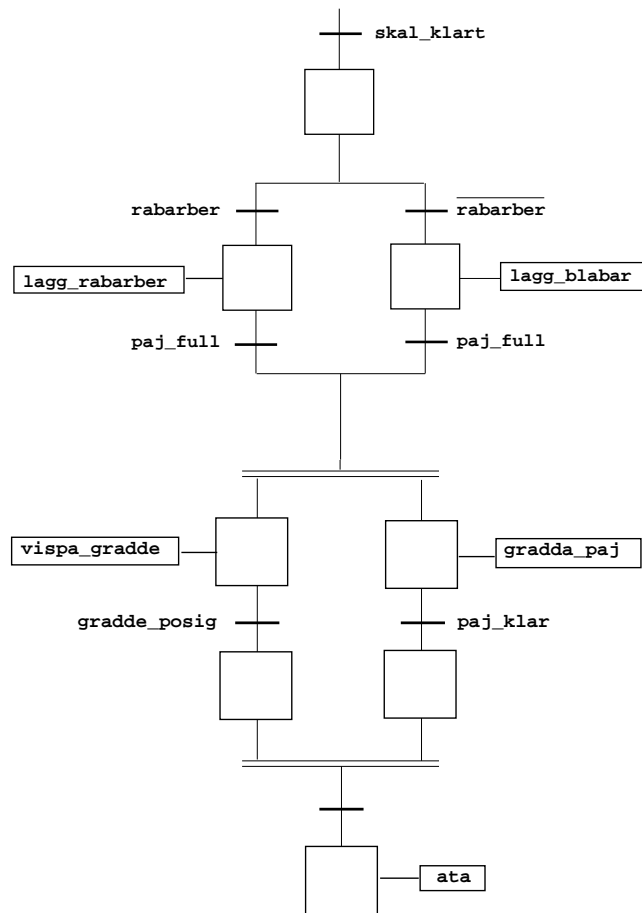 skal_klart
rabarber
rabarber
lagg_rabarber
lagg_blabar
paj_full
paj_full
vispa_gradde
gradda_paj
gradde_posig
paj_klar
ata